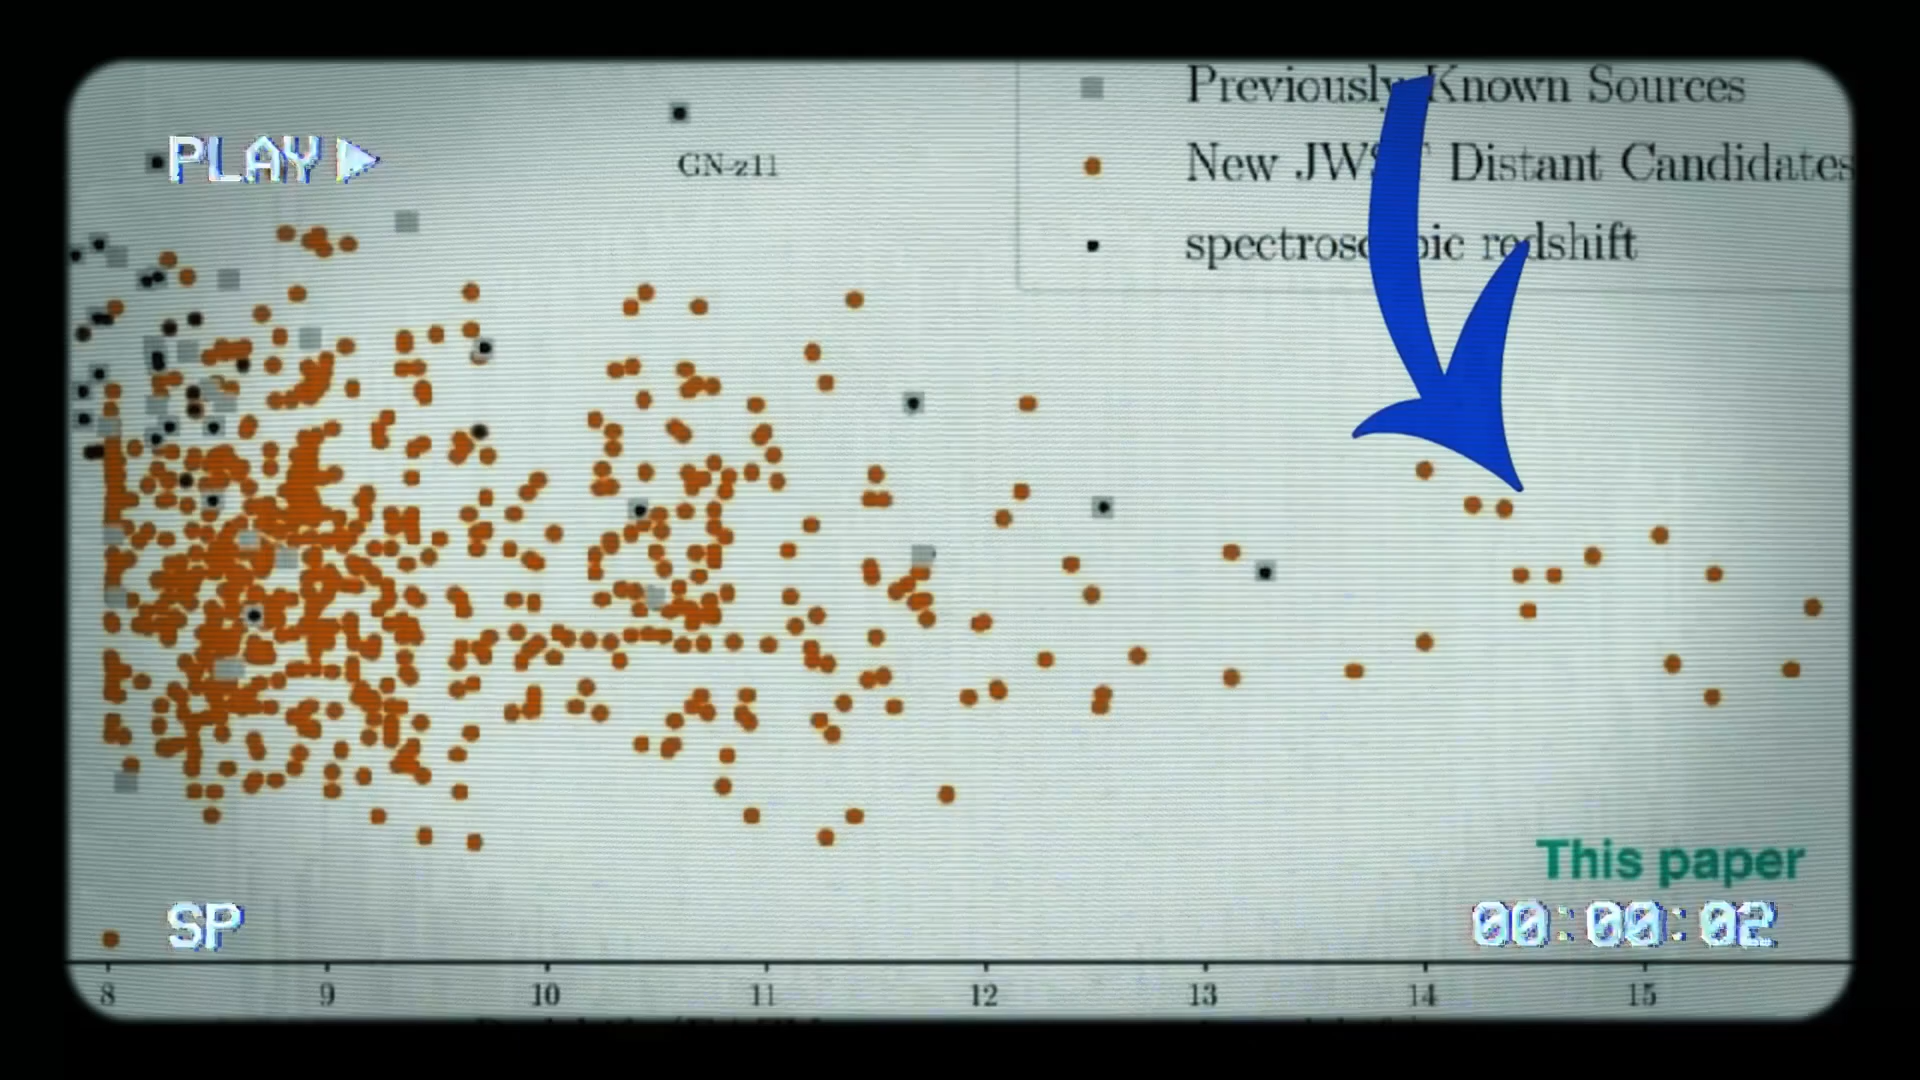 Previously Known Sources
PLAY
GN-z11
New JWST Distant Candidates
spectroscopic redshift
This paper
SP
00:00:02
8 9 10 11 12 13 14 15